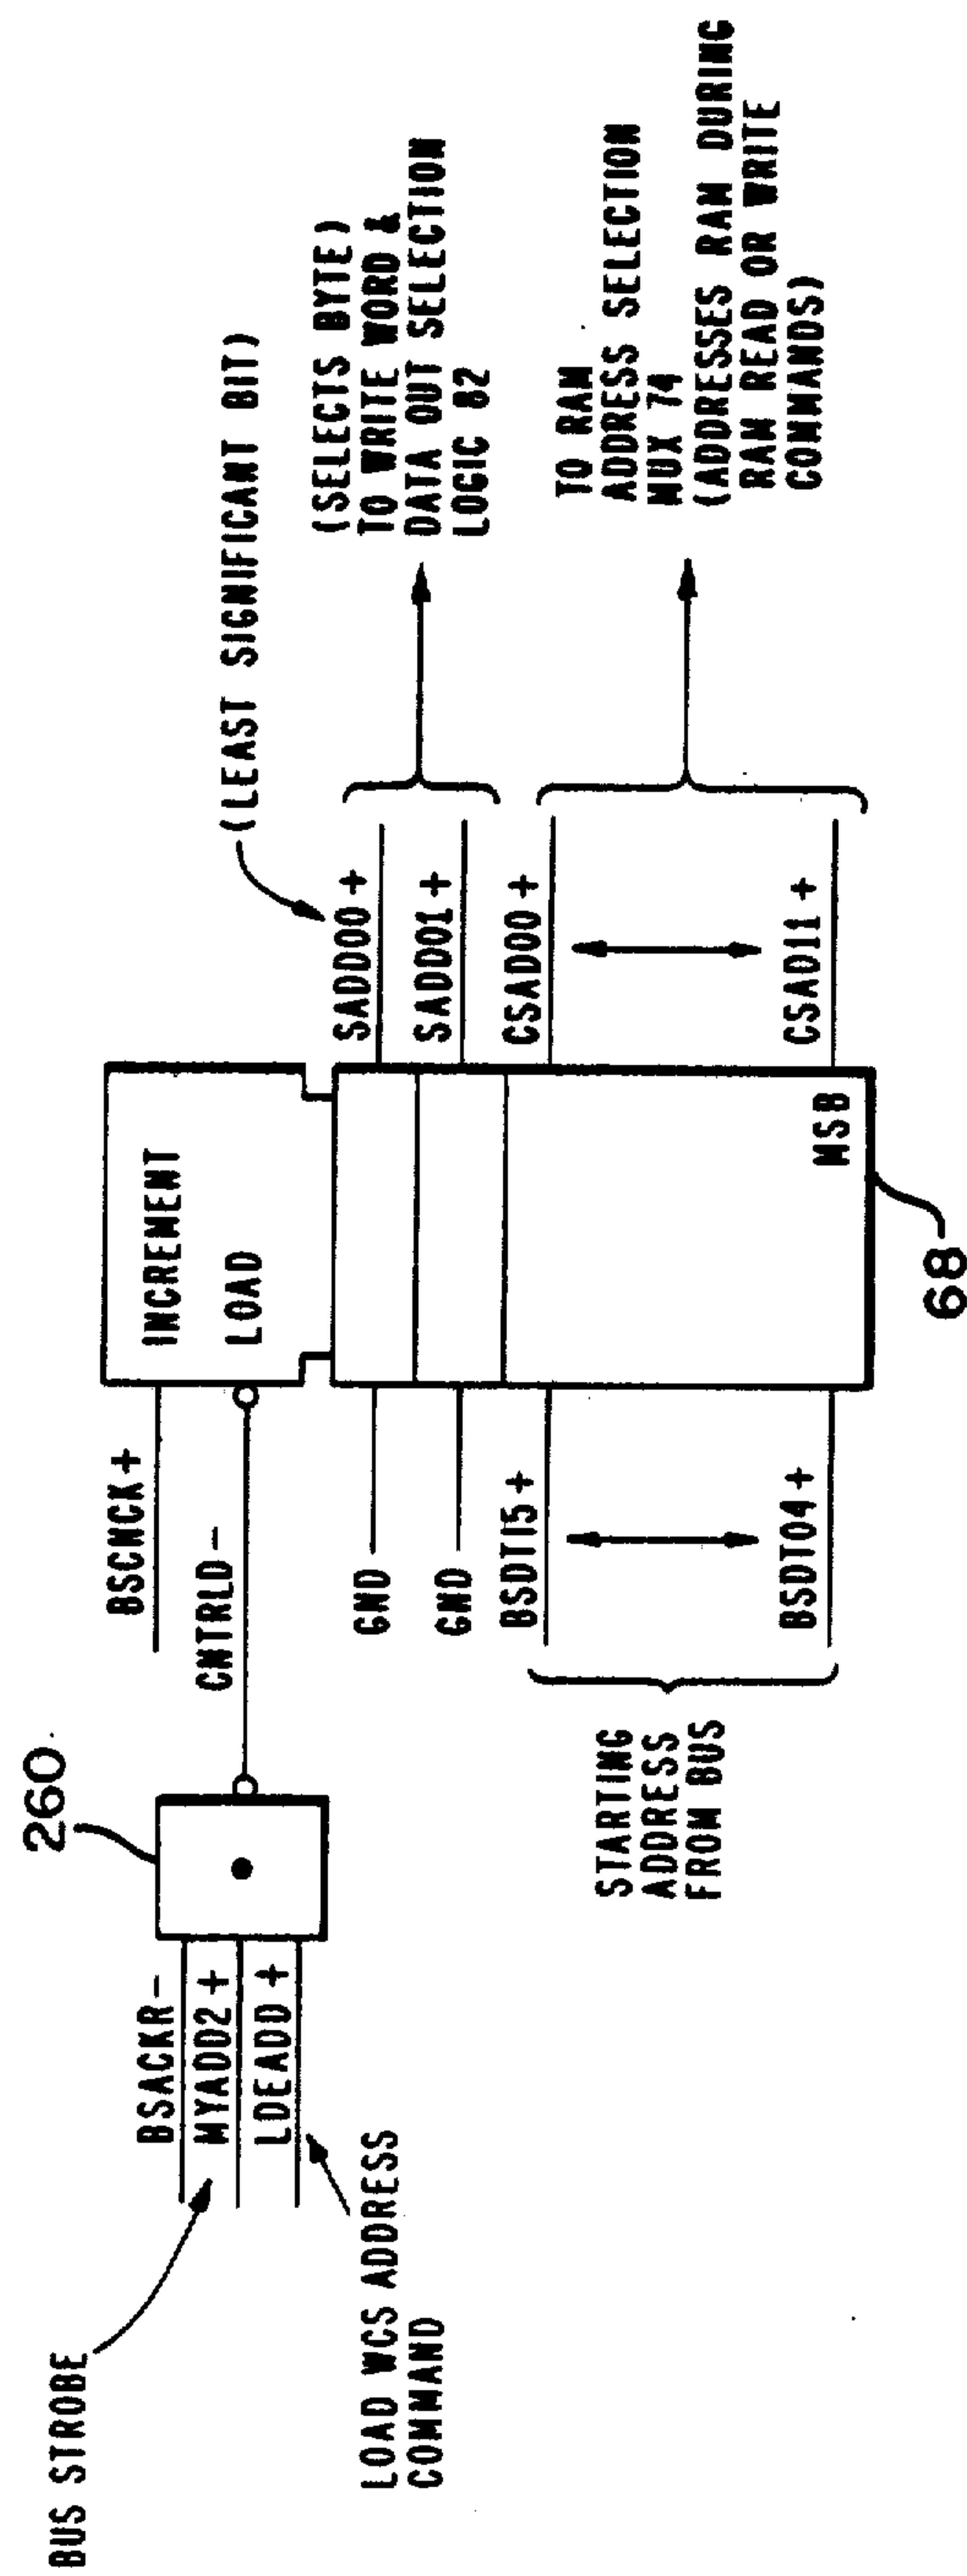 BUS STROBE
LOAD WCS ADDRESS
COMMAND
BSACKR-
MYADD2+
LDEADD+
260
CNTRLD-
BSCNCK+
INCREMENT
LOAD
GND
GND
BSDT15+
BSDT04+
STARTING
ADDRESS
FROM BUS
MSB
68
SADD00+
SADD01+
CSAD00+
CSAD11+
(LEAST SIGNIFICANT BIT)
(SELECTS BYTE)
TO WRITE WORD &
DATA OUT SELECTION
LOGIC 82
TO RAM
ADDRESS SELECTION
MUX 74
(ADDRESSES RAM DURING
RAM READ OR WRITE
COMMANDS)